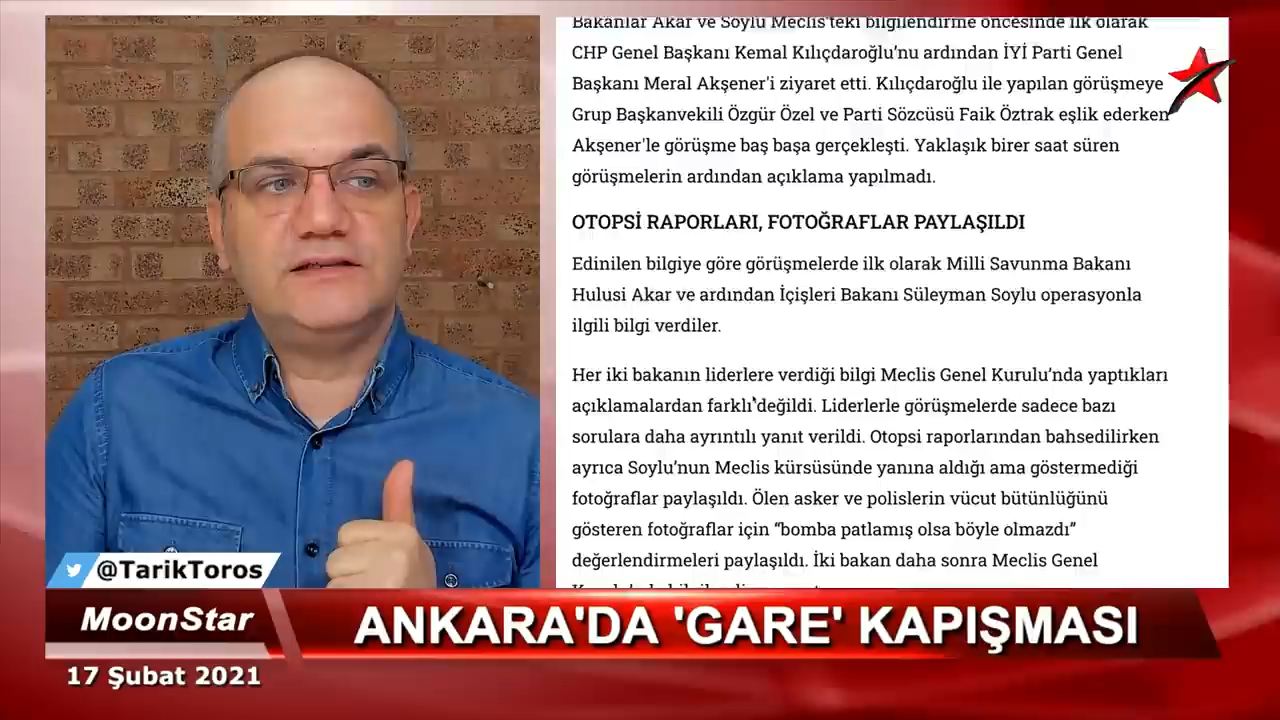 Bakanlar Akar ve Soylu Meclis'teki bilgilendirme öncesinde ilk olarak
CHP Genel Başkanı Kemal Kılıçdaroğlu'nu ardından İYİ Parti Genel
Başkanı Meral Akşener'i ziyaret etti. Kılıçdaroğlu ile yapılan görüşmeye
Grup Başkanvekili Özgür Özel ve Parti Sözcüsü Faik Öztrak eşlik ederken
Akşener'le görüşme baş başa gerçekleşti. Yaklaşık birer saat süren
görüşmelerin ardından açıklama yapılmadı.
OTOPSİ RAPORLARI, FOTOĞRAFLAR PAYLAŞILDI
Edinilen bilgiye göre görüşmelerde ilk olarak Milli Savunma Bakanı
Hulusi Akar ve ardından İçişleri Bakanı Süleyman Soylu operasyonla
ilgili bilgi verdiler.
Her iki bakanın liderlere verdiği bilgi Meclis Genel Kurulu'nda yaptıkları
açıklamalardan farklı değildi. Liderlerle görüşmelerde sadece bazı
sorulara daha ayrıntılı yanıt verildi. Otopsi raporlarından bahsedilirken
ayrıca Soylu'nun Meclis kürsüsünde yanına aldığı ama göstermediği
fotoğraflar paylaşıldı. Ölen asker ve polislerin vücut bütünlüğünü
gösteren fotoğraflar için “bomba patlamış olsa böyle olmazdı”
değerlendirmeleri paylaşıldı. İki bakan daha sonra Meclis Genel
@TarikToros
MoonStar
ANKARA'DA 'GARE' KAPIŞMASI
17 Şubat 2021